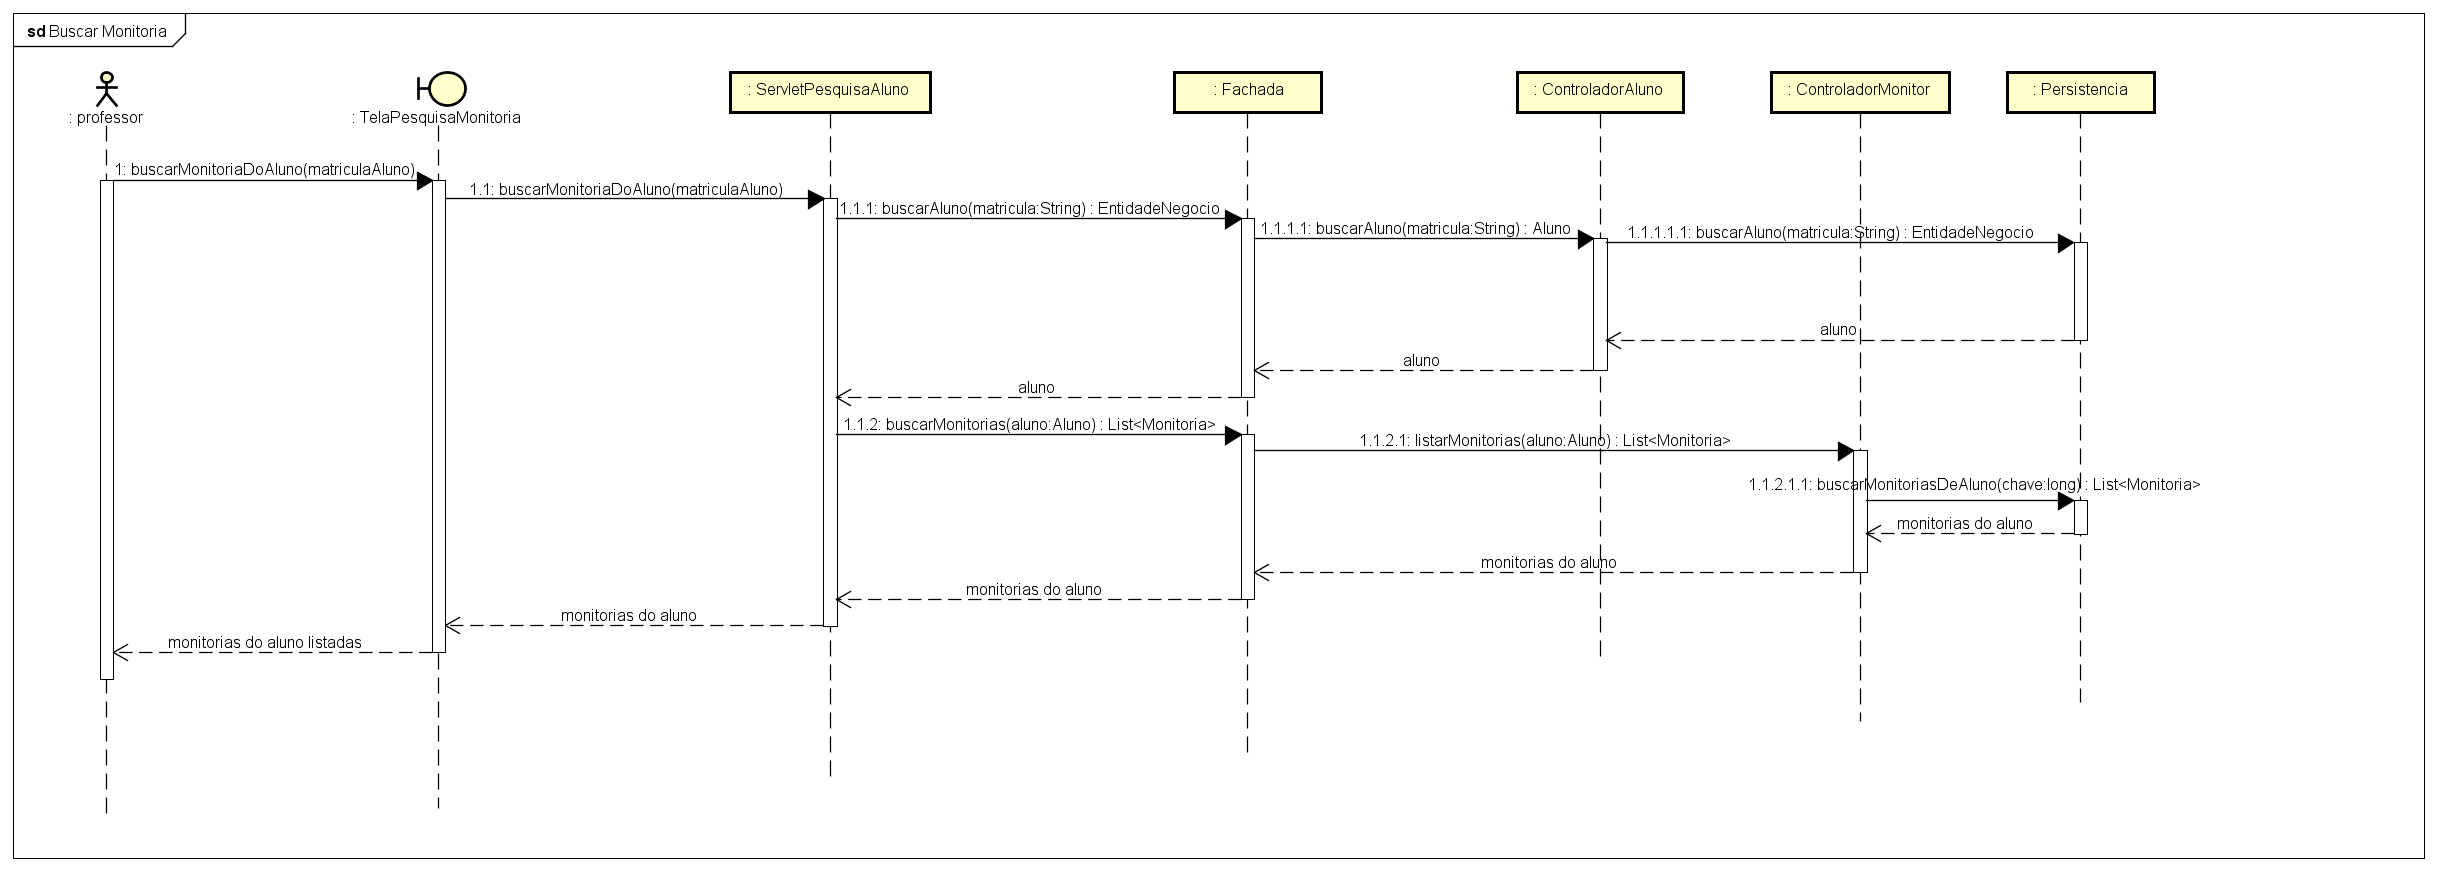 sd Buscar Monitoria
: professor
: TelaPesquisaMonitoria
: ServletPesquisaAluno
: Fachada
: ControladorAluno
: ControladorMonitor
: Persistencia
1: buscarMonitoriaDoAluno(matriculaAluno)
1.1: buscarMonitoriaDoAluno(matriculaAluno)
1.1.1: buscarAluno(matricula:String) : EntidadeNegocio
1.1.1.1: buscarAluno(matricula:String) : Aluno
1.1.1.1.1: buscarAluno(matricula:String) : EntidadeNegocio
aluno
aluno
aluno
1.1.2: buscarMonitorias(aluno:Aluno) : List<Monitoria>
1.1.2.1: listarMonitorias(aluno:Aluno) : List<Monitoria>
1.1.2.1.1: buscarMonitoriasDeAluno(chave:long) : List<Monitoria>
monitorias do aluno
monitorias do aluno
monitorias do aluno
monitorias do aluno
monitorias do aluno listadas